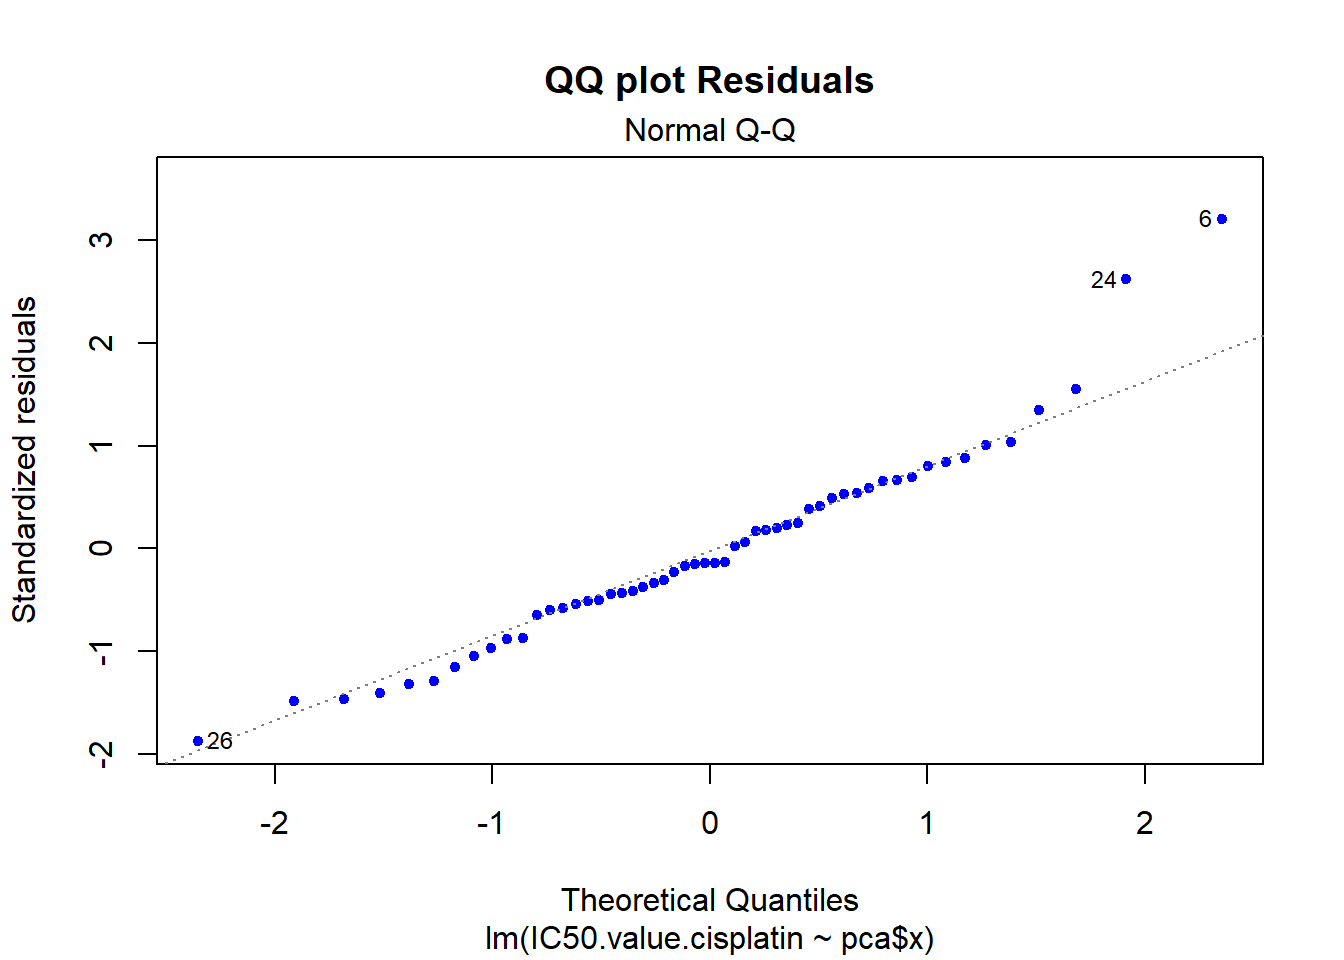 QQ plot Residuals
Normal Q-Q
Standardized residuals
3
2
1
0
-1
-2
6
24
26
-2 -1 0 1 2
Theoretical Quantiles
lm(IC50.value.cisplatin ~ pca$x)